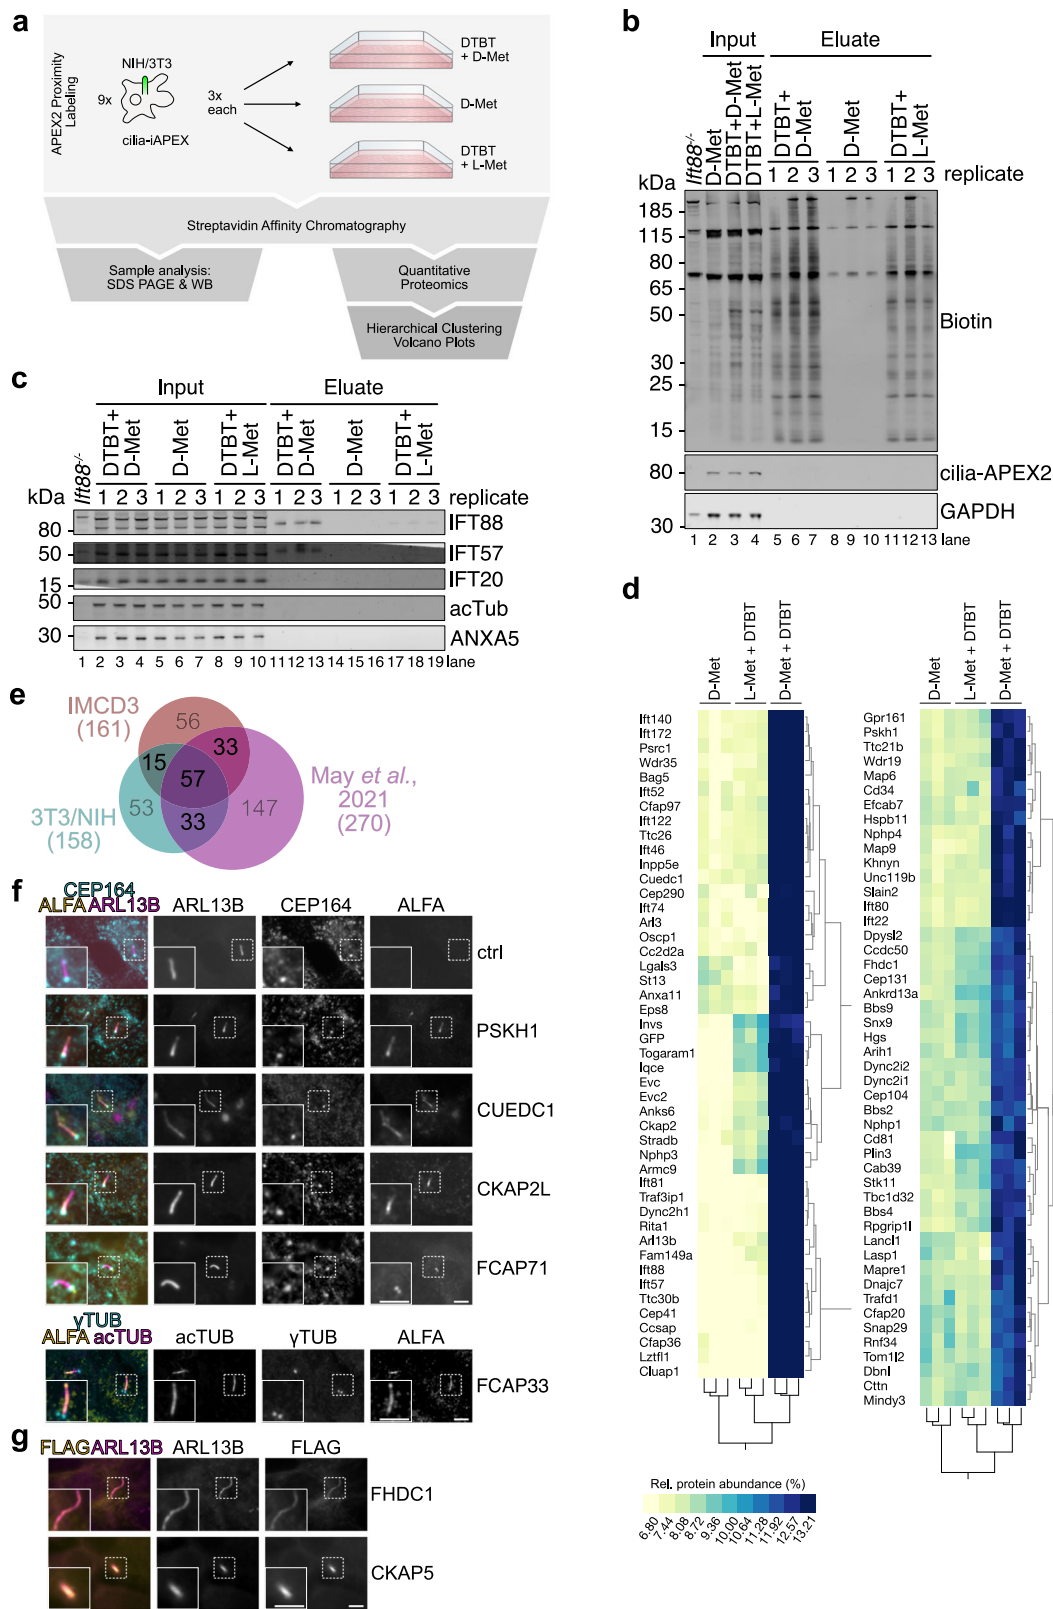 a
APEX2 Proximity
Labeling
9x
NIH/3T3
cilia-iAPEX
3x
each
DTBT
+ D-Met
D-Met
DTBT
+ L-Met
Streptavidin Affinity Chromatography
Sample analysis:
SDS PAGE & WB
Quantitative
Proteomics
Hierarchical Clustering
Volcano Plots
b
Input
Eluate
Ift88-/-
D-Met
DTBT+D-Met
DTBT+L-Met
DTBT+
D-Met
D-Met
DTBT+
L-Met
1 2 3 1 2 3 1 2 3 replicate
kDa
185
115
80
65
50
30
25
15
Biotin
80
cilia-APEX2
30
GAPDH
1 2 3 4 5 6 7 8 9 10 11 12 13 lane
c
Input
Eluate
Ift88-/-
DTBT+
D-Met
D-Met
DTBT+
L-Met
DTBT+
D-Met
D-Met
DTBT+
L-Met
kDa
1 2 3 1 2 3 1 2 3 1 2 3 1 2 3 1 2 3 replicate
80
IFT88
50
IFT57
15
IFT20
50
acTub
30
ANXA5
1 2 3 4 5 6 7 8 9 10 11 12 13 14 15 16 17 18 19 lane
d
D-Met
L-Met + DTBT
D-Met + DTBT
Ift140
Ift172
Psrc1
Wdr35
Bag5
Ift52
Cfap97
Ift122
Ttc26
Ift46
Inpp5e
Cuedc1
Cep290
Ift74
Arl3
Oscp1
Cc2d2a
Lgals3
St13
Anxa11
Eps8
Invs
GFP
Togaram1
Iqce
Evc
Evc2
Anks6
Ckap2
Stradb
Nphp3
Armc9
Ift81
Traf3ip1
Dync2h1
Rita1
Arl13b
Fam149a
Ift88
Ift57
Ttc30b
Cep41
Ccsap
Cfap36
Lztfl1
Cluap1
D-Met
L-Met + DTBT
D-Met + DTBT
Gpr161
Pskh1
Ttc21b
Wdr19
Map6
Cd34
Efcab7
Hspb11
Nphp4
Map9
Khnyn
Unc119b
Slain2
Ift80
Ift22
Dpysl2
Ccdc50
Fhdc1
Cep131
Ankrd13a
Bbs9
Snx9
Hgs
Arih1
Dync2i2
Dync2i1
Cep104
Bbs2
Nphp1
Cd81
Plin3
Cab39
Stk11
Tbc1d32
Bbs4
Rpgrip1l
Lancl1
Lasp1
Mapre1
Dnajc7
Trafd1
Cfap20
Snap29
Rnf34
Tom1l2
Dbnl
Cttn
Mindy3
Rel. protein abundance (%)
6.80
7.44
8.08
8.72
9.36
10.00
10.64
11.28
11.92
12.57
13.21
e
IMCD3
(161)
56
33
15
57
53
33
147
3T3/NIH
(158)
May et al.,
2021
(270)
f
CEP164
ALFA ARL13B
ARL13B
CEP164
ALFA
ctrl
PSKH1
CUEDC1
CKAP2L
FCAP71
γTUB
ALFA acTUB
acTUB
γTUB
ALFA
FCAP33
g
FLAG ARL13B
ARL13B
FLAG
FHDC1
CKAP5